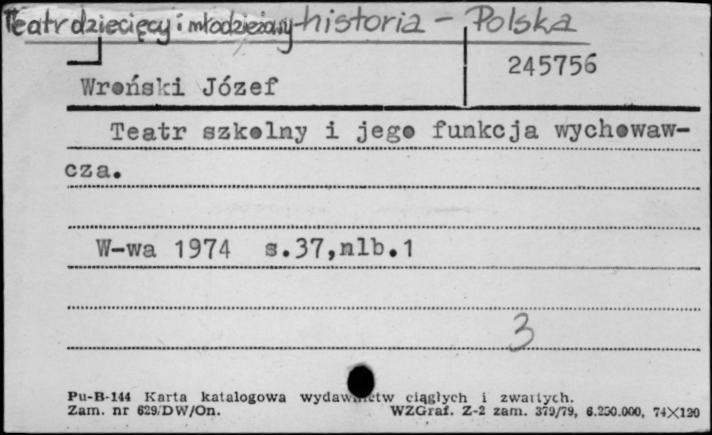 Teatr dziecięcy i młodzieżowy - historia - Polska
245756
Wroński Józef
Teatr szkolny i jego funkcja wychowaw-
cza.
W-wa 1974 s.37,nlb.1
3
Pu-B-144 Karta katalogowa wydawnictw ciągłych i zwartych.
Zam. nr 629/DW/On. WZGraf. Z-2 zam. 379/79, 6.250.000, 74×120